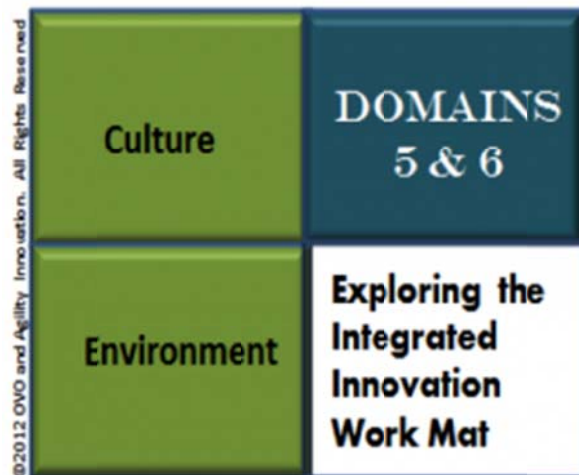 ©2012 OVO and Agility Innovation. All Rights Reserved
Culture
DOMAINS
5 & 6
Environment
Exploring the
Integrated
Innovation
Work Mat